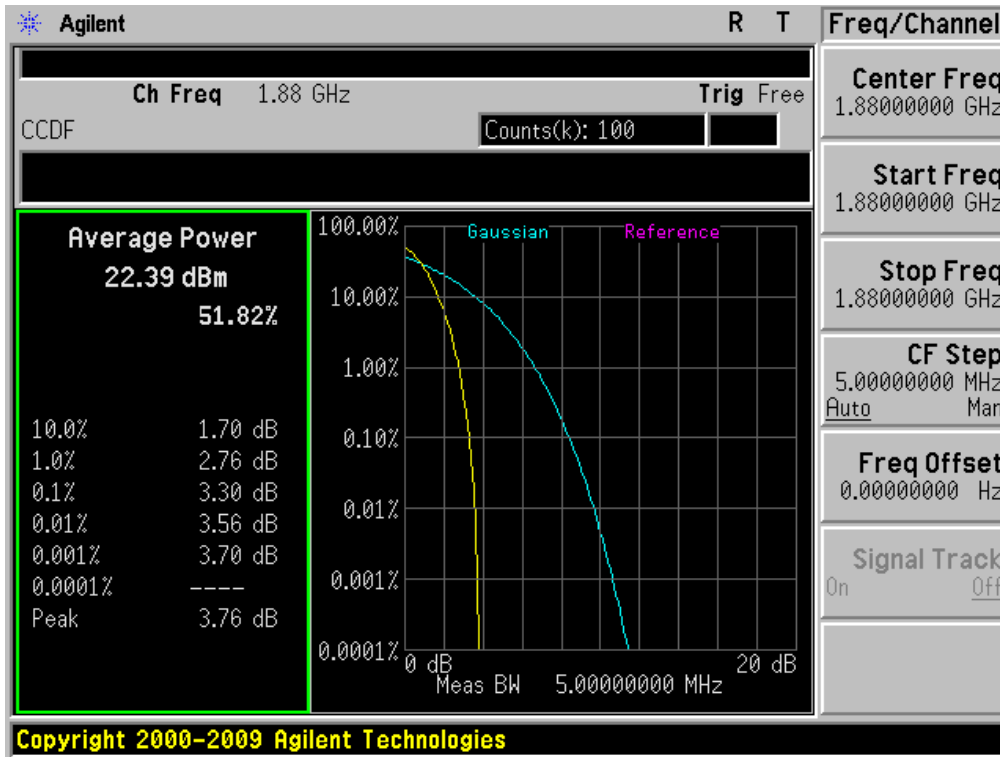 Agilent R T
Ch Freq 1.88 GHz Trig Free
CCDF Counts(k): 100
Average Power
22.39 dBm
51.82%
10.0% 1.70 dB
1.0% 2.76 dB
0.1% 3.30 dB
0.01% 3.56 dB
0.001% 3.70 dB
0.0001% ----
Peak 3.76 dB
Gaussian Reference
100.00%
10.00%
1.00%
0.10%
0.01%
0.001%
0.0001%
0 dB 20 dB
Meas BW 5.00000000 MHz
Freq/Channel
Center Freq
1.88000000 GHz
Start Freq
1.88000000 GHz
Stop Freq
1.88000000 GHz
CF Step
5.00000000 MHz
Auto Man
Freq Offset
0.00000000 Hz
Signal Track
On Off
Copyright 2000-2009 Agilent Technologies